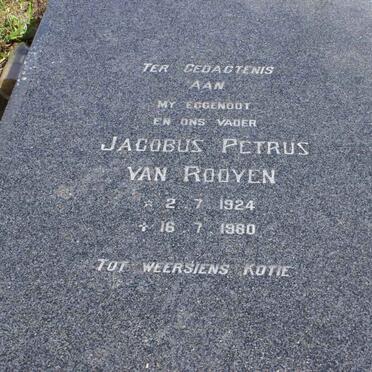 TER GEDAGTENIS
AAN
MY EGGENOOT
EN ONS VADER
JACOBUS PETRUS
VAN ROOYEN
☆ 2. 7. 1924
✝ 16. 7. 1980
TOT WEERSIENS KOTIE